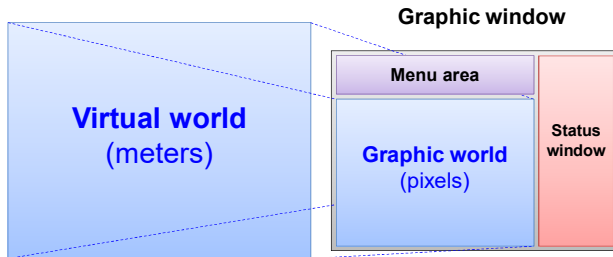 Graphic window
Virtual world
(meters)
Menu area
Graphic world
(pixels)
Status
window